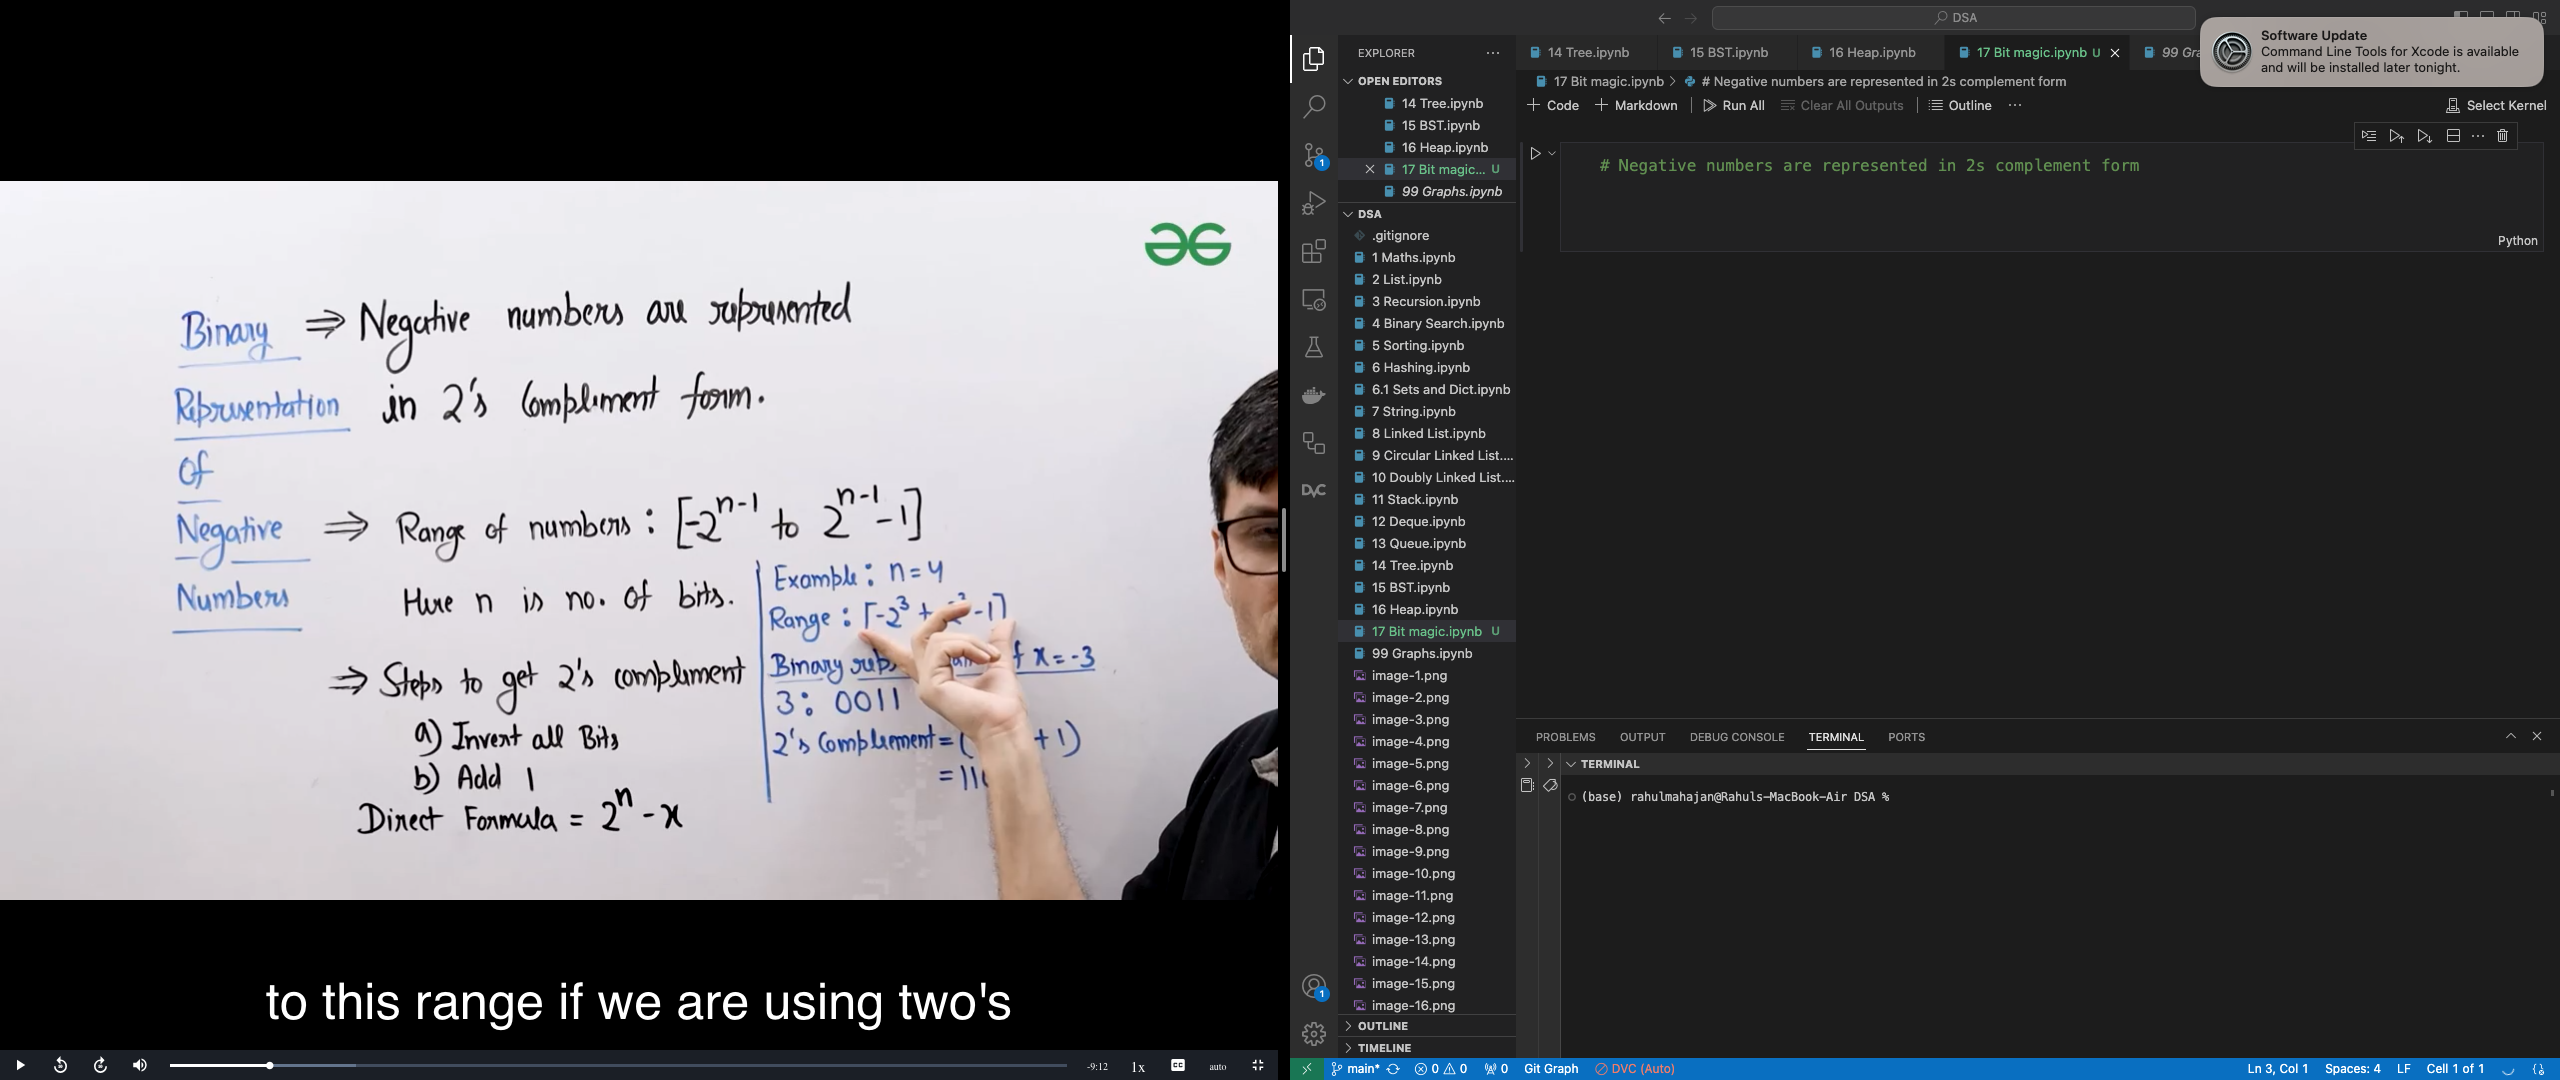 Binary ⇒ Negative numbers are represented
Representation in 2's Compliment form.
of
Negative ⇒ Range of numbers : [-2^n-1 to 2^n-1 -1]
Numbers Here n is no. of bits.
Example : n=4
Range : [-2^3 + -1]
⇒ Steps to get 2's compliment
a) Invert all Bits
b) Add 1
Direct Formula = 2^n - x
Binary x = -3
3: 0011
2's Complement = ( +1)
= 11
to this range if we are using two's
-9:12 1x CC auto
DSA
Software Update
Command Line Tools for Xcode is available
and will be installed later tonight.
EXPLORER
OPEN EDITORS
14 Tree.ipynb
15 BST.ipynb
16 Heap.ipynb
17 Bit magic... U
99 Graphs.ipynb
DSA
.gitignore
1 Maths.ipynb
2 List.ipynb
3 Recursion.ipynb
4 Binary Search.ipynb
5 Sorting.ipynb
6 Hashing.ipynb
6.1 Sets and Dict.ipynb
7 String.ipynb
8 Linked List.ipynb
9 Circular Linked List....
10 Doubly Linked List....
11 Stack.ipynb
12 Deque.ipynb
13 Queue.ipynb
14 Tree.ipynb
15 BST.ipynb
16 Heap.ipynb
17 Bit magic.ipynb U
99 Graphs.ipynb
image-1.png
image-2.png
image-3.png
image-4.png
image-5.png
image-6.png
image-7.png
image-8.png
image-9.png
image-10.png
image-11.png
image-12.png
image-13.png
image-14.png
image-15.png
image-16.png
OUTLINE
TIMELINE
1
DVC
1
14 Tree.ipynb 15 BST.ipynb 16 Heap.ipynb 17 Bit magic.ipynb U 99 Gra
17 Bit magic.ipynb > # Negative numbers are represented in 2s complement form
+ Code + Markdown Run All Clear All Outputs Outline ... Select Kernel
# Negative numbers are represented in 2s complement form
Python
PROBLEMS OUTPUT DEBUG CONSOLE TERMINAL PORTS
TERMINAL
(base) rahulmahajan@Rahuls-MacBook-Air DSA %
main* 0 0 0 Git Graph DVC (Auto) Ln 3, Col 1 Spaces: 4 LF Cell 1 of 1